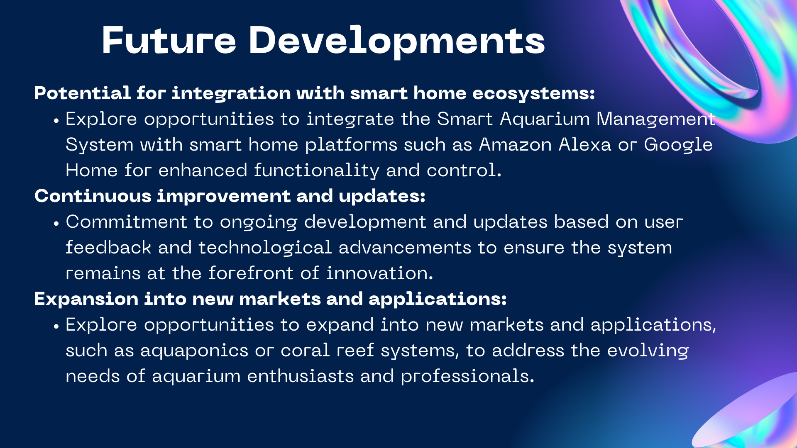 Future Developments
Potential for integration with smart home ecosystems:
• Explore opportunities to integrate the Smart Aquarium Management
System with smart home platforms such as Amazon Alexa or Google
Home for enhanced functionality and control.
Continuous improvement and updates:
• Commitment to ongoing development and updates based on user
feedback and technological advancements to ensure the system
remains at the forefront of innovation.
Expansion into new markets and applications:
• Explore opportunities to expand into new markets and applications,
such as aquaponics or coral reef systems, to address the evolving
needs of aquarium enthusiasts and professionals.